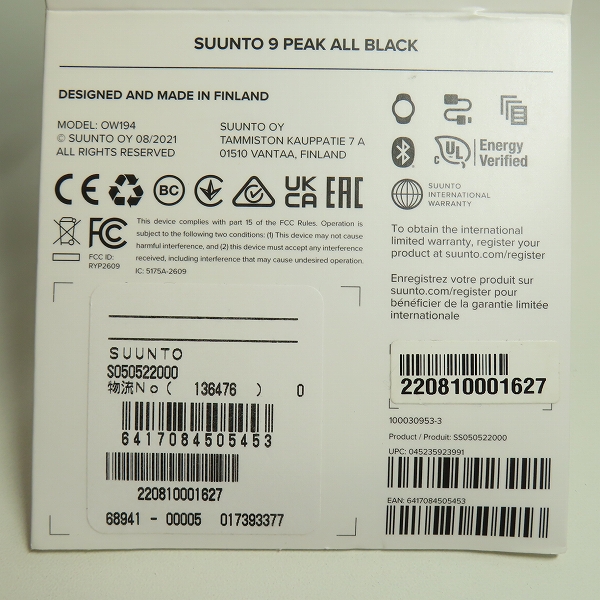 SUUNTO 9 PEAK ALL BLACK
DESIGNED AND MADE IN FINLAND
MODEL: OW194
© SUUNTO OY 08/2021
ALL RIGHTS RESERVED
SUUNTO OY
TAMMISTON KAUPPATIE 7 A
01510 VANTAA, FINLAND
CE
BC
UK
CA
EAC
FC
FCC ID:
RYP2609
This device complies with part 15 of the FCC Rules. Operation is
subject to the following two conditions: (1) This device may not cause
harmful interference, and (2) this device must accept any interference
received, including interference that may cause undesired operation.
IC: 5175A-2609
C UL
Energy
Verified
SUUNTO
INTERNATIONAL
WARRANTY
To obtain the international
limited warranty, register your
product at suunto.com/register
Enregistrez votre produit sur
suunto.com/register pour
bénéficier de la garantie limitée
internationale
SUUNTO
SO50522000
物流No( 136476 ) 0
6417084505453
220810001627
68941 - 00005 017393377
220810001627
100030953-3
Product / Produit: SS050522000
UPC: 045235923991
EAN: 6417084505453